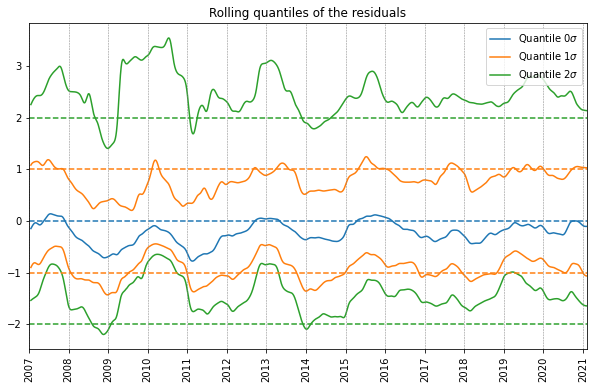 Rolling quantiles of the residuals
Quantile 0σ
Quantile 1σ
Quantile 2σ
3
2
1
0
−1
−2
2007 2008 2009 2010 2011 2012 2013 2014 2015 2016 2017 2018 2019 2020 2021